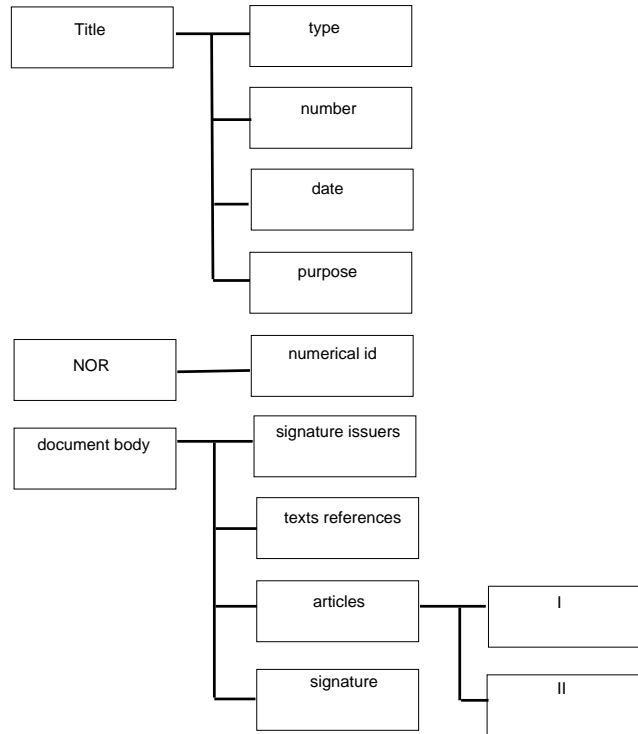 Title
type
number
date
purpose
NOR
numerical id
document body
signature issuers
texts references
articles
I
signature
II